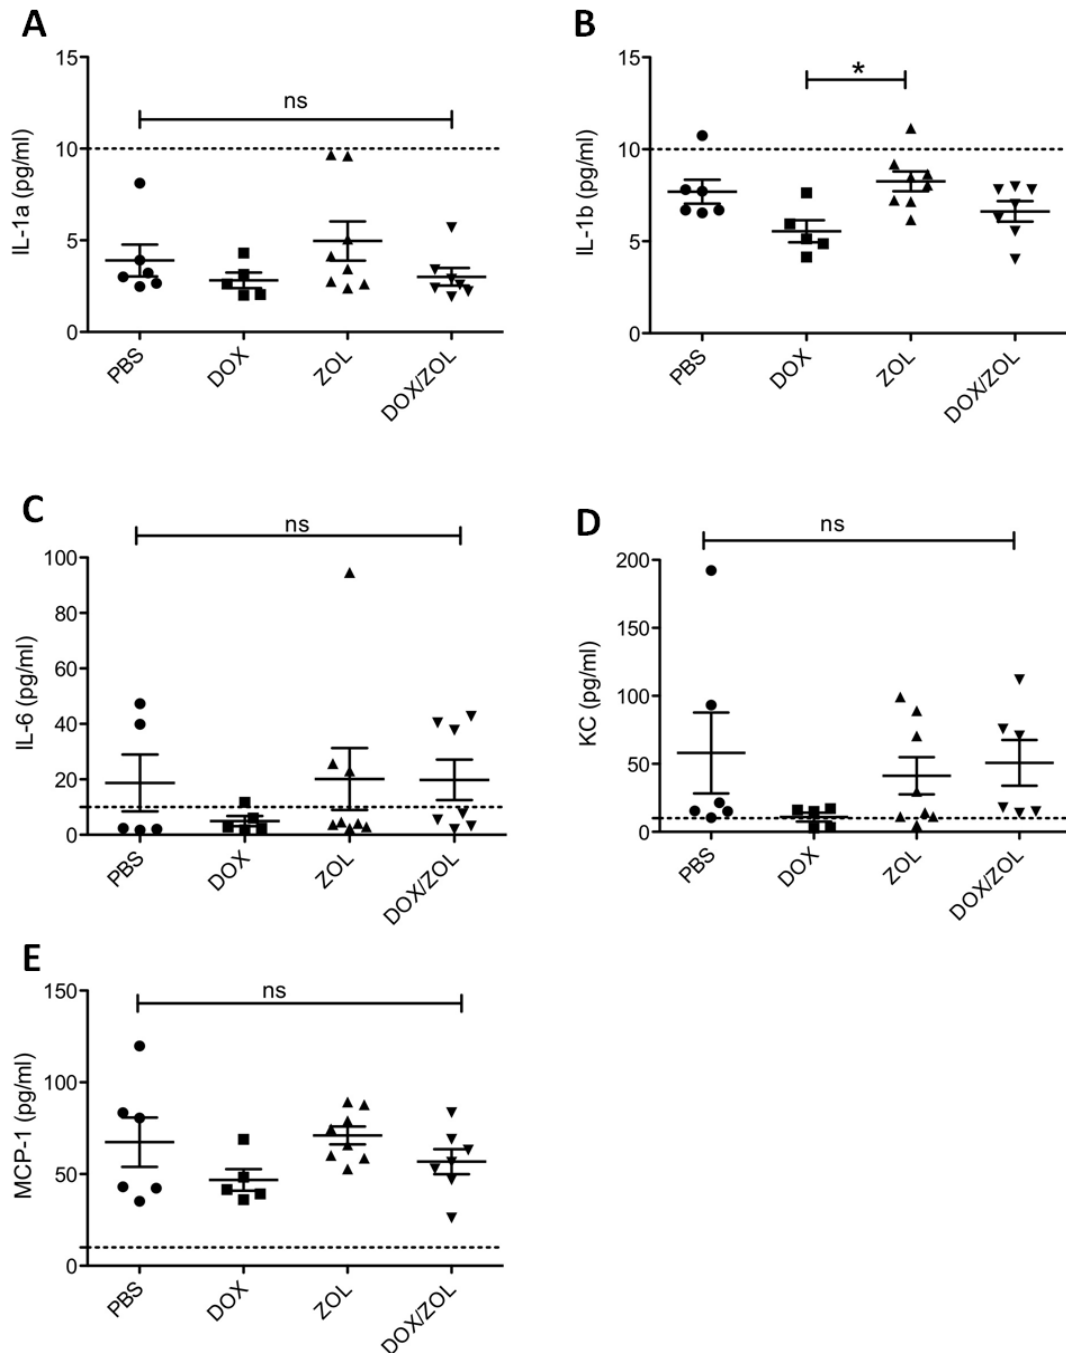 A
15
10
5
0
IL-1a (pg/ml)
ns
PBS
DOX
ZOL
DOX/ZOL
B
15
10
5
0
IL-1b (pg/ml)
*
PBS
DOX
ZOL
DOX/ZOL
C
100
80
60
40
20
0
IL-6 (pg/ml)
ns
PBS
DOX
ZOL
DOX/ZOL
D
200
150
100
50
0
KC (pg/ml)
ns
PBS
DOX
ZOL
DOX/ZOL
E
150
100
50
0
MCP-1 (pg/ml)
ns
PBS
DOX
ZOL
DOX/ZOL